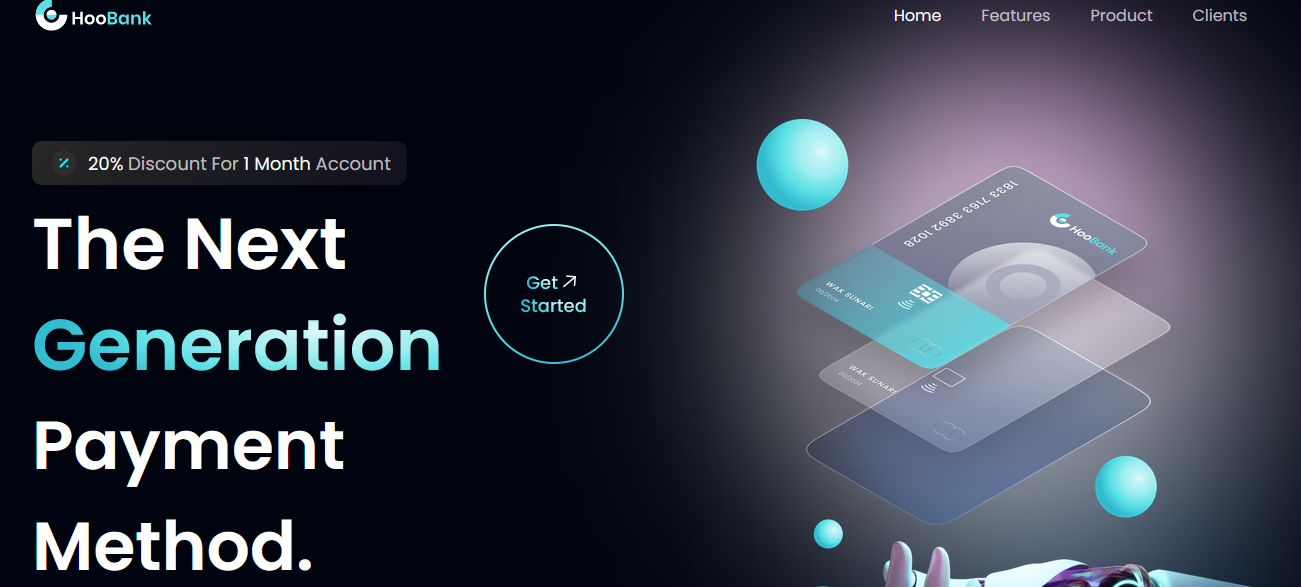 HooBank
Home Features Product Clients
20% Discount For 1 Month Account
The Next
Generation
Payment
Method.
Get
Started
1833 7163 3892 1028
HooBank
WAK SUNARI
06/2024
WAK SUNARI
06/2024